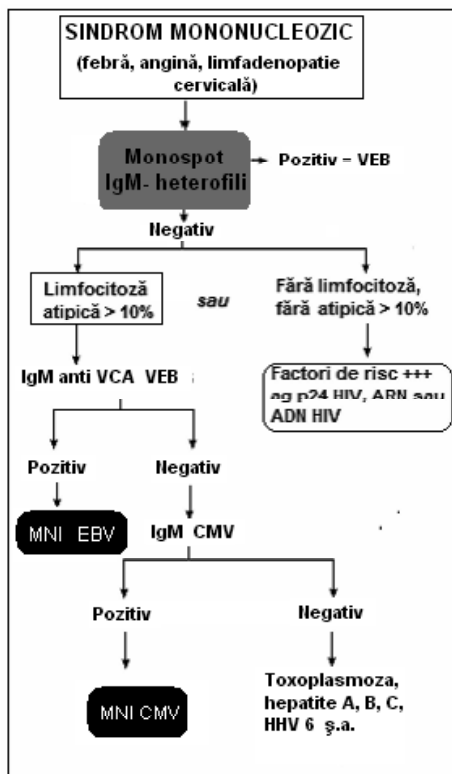 SINDROM MONONUCLEOZIC
(febră, angină, limfadenopatie
cervicală)
Monospot
IgM- heterofili
Pozitiv = VEB
Negativ
Limfocitoză
atipică > 10%
sau
Fără limfocitoză,
fără atipică > 10%
IgM anti VCA VEB
Factori de risc +++
ag p24 HIV, ARN sau
ADN HIV
Pozitiv
Negativ
MNI EBV
IgM CMV
Pozitiv
Negativ
MNI CMV
Toxoplasmoza,
hepatite A, B, C,
HHV 6 ş.a.